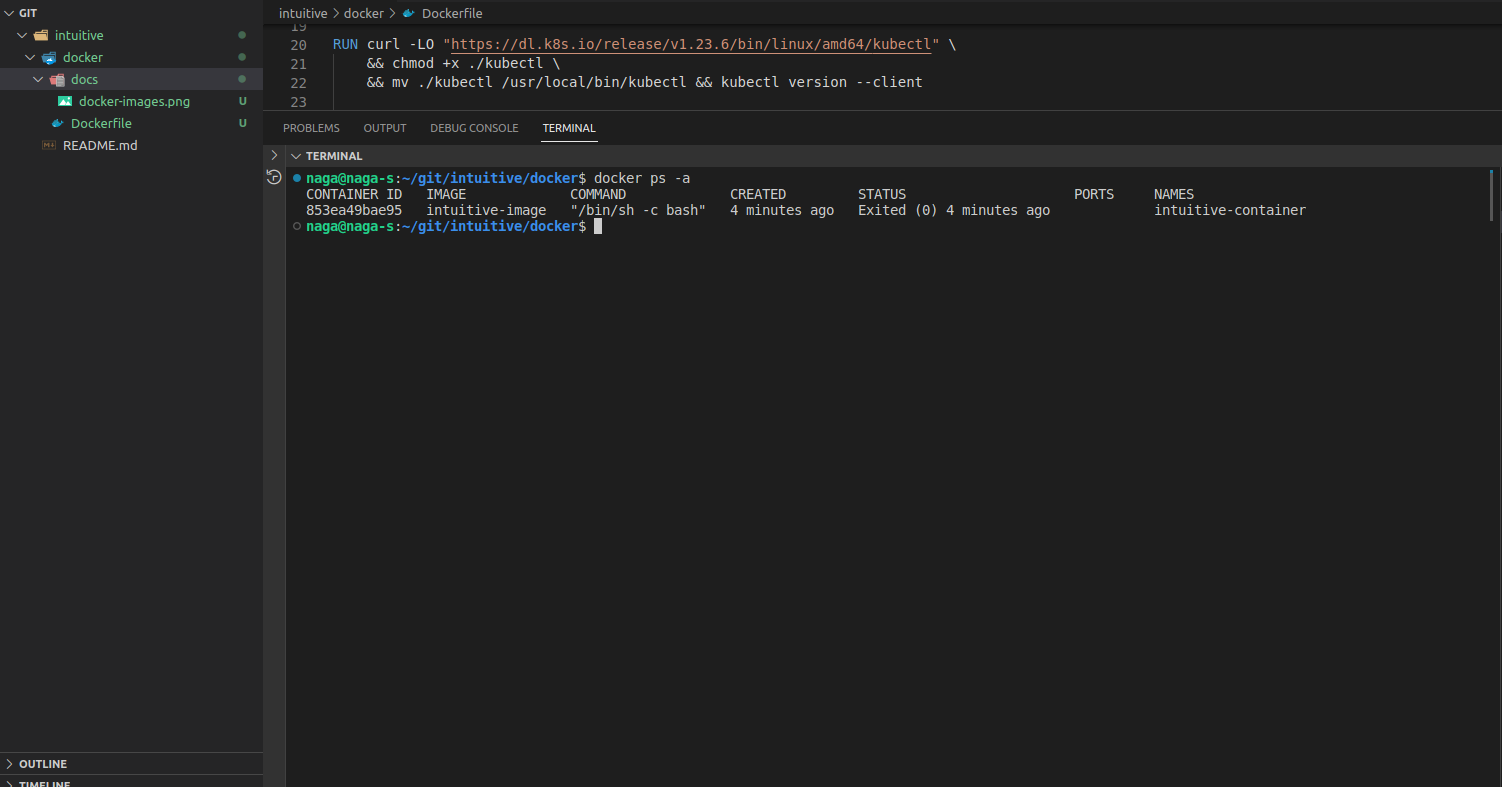 GIT
intuitive
docker
docs
docker-images.png U
Dockerfile U
README.md
OUTLINE
TIMELINE
intuitive > docker > Dockerfile
19
20 RUN curl -LO "https://dl.k8s.io/release/v1.23.6/bin/linux/amd64/kubectl" \
21 && chmod +x ./kubectl \
22 && mv ./kubectl /usr/local/bin/kubectl && kubectl version --client
23
PROBLEMS OUTPUT DEBUG CONSOLE TERMINAL
TERMINAL
naga@naga-s:~/git/intuitive/docker$ docker ps -a
CONTAINER ID IMAGE COMMAND CREATED STATUS PORTS NAMES
853ea49bae95 intuitive-image "/bin/sh -c bash" 4 minutes ago Exited (0) 4 minutes ago intuitive-container
naga@naga-s:~/git/intuitive/docker$